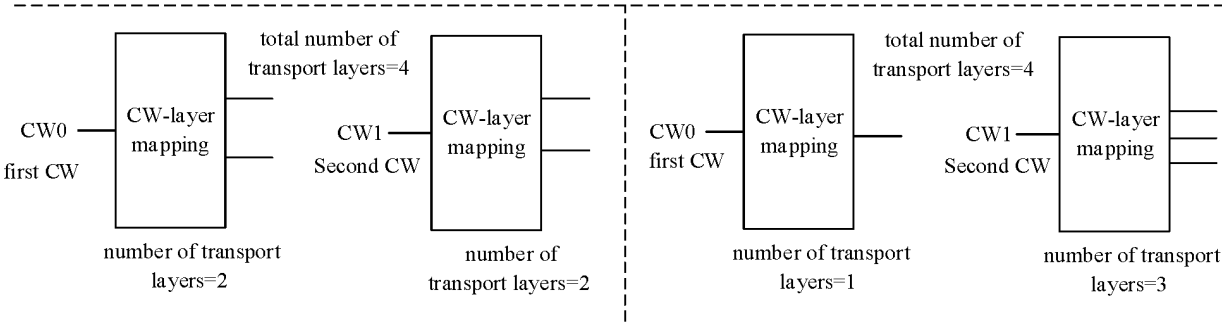 total number of
transport layers=4
CW0
first CW
CW-layer
mapping
number of transport
layers=2
CW1
Second CW
CW-layer
mapping
number of
transport layers=2
total number of
transport layers=4
CW0
first CW
CW-layer
mapping
number of transport
layers=1
CW1
Second CW
CW-layer
mapping
number of transport
layers=3